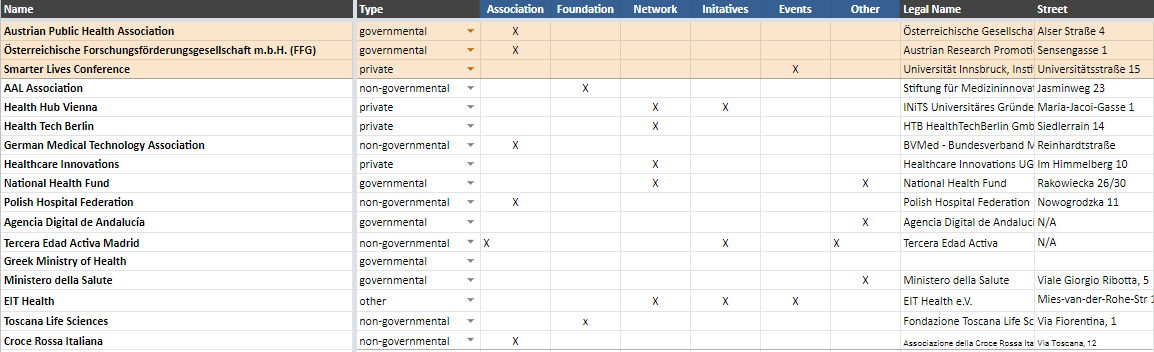 Name Type Association Foundation Network Initatives Events Other Legal Name Street
Austrian Public Health Association governmental X Österreichische Gesellscha Alser Straße 4
Österreichische Forschungsförderungsgesellschaft m.b.H. (FFG) governmental X Austrian Research Promoti Sensengasse 1
Smarter Lives Conference private X Universität Innsbruck, Insti Universitätsstraße 15
AAL Association non-governmental X Stiftung für Medizininnova Jasminweg 23
Health Hub Vienna private X X INiTS Universitäres Gründe Maria-Jacoi-Gasse 1
Health Tech Berlin private X HTB HealthTechBerlin Gmb Siedlerrain 14
German Medical Technology Association non-governmental X BVMed - Bundesverband M Reinhardtstraße
Healthcare Innovations private X Healthcare Innovations UG Im Himmelberg 10
National Health Fund governmental X X National Health Fund Rakowiecka 26/30
Polish Hospital Federation non-governmental X Polish Hospital Federation Nowogrodzka 11
Agencia Digital de Andalucía governmental X Agencia Digital de Andalucí N/A
Tercera Edad Activa Madrid non-governmental X X X Tercera Edad Activa N/A
Greek Ministry of Health governmental
Ministero della Salute governmental X Ministero della Salute Viale Giorgio Ribotta, 5
EIT Health other X X X EIT Health e.V. Mies-van-der-Rohe-Str 1
Toscana Life Sciences non-governmental x Fondazione Toscana Life Sc Via Fiorentina, 1
Croce Rossa Italiana non-governmental X Associazione della Croce Rossa Ita Via Toscana, 12